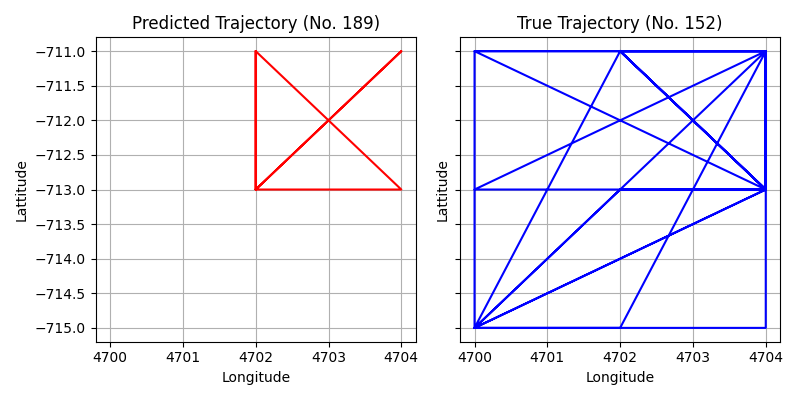 Predicted Trajectory (No. 189)
True Trajectory (No. 152)
−711.0
−711.5
−712.0
−712.5
−713.0
−713.5
−714.0
−714.5
−715.0
Lattitude
Lattitude
4700 4701 4702 4703 4704
4700 4701 4702 4703 4704
Longitude
Longitude